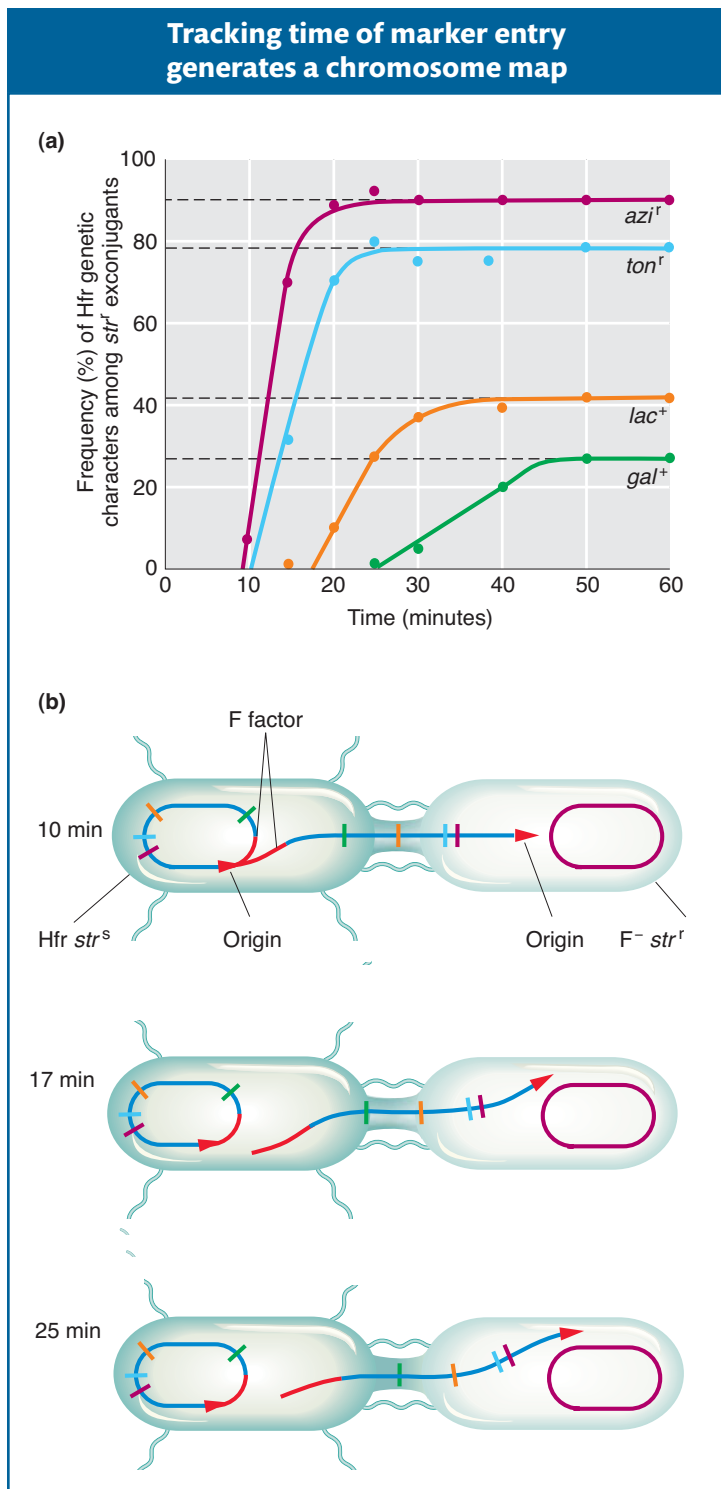 Tracking time of marker entry
generates a chromosome map
(a)
Frequency (%) of Hfr genetic
characters among strʳ exconjugants
100
80
60
40
20
0
aziʳ
tonʳ
lac⁺
gal⁺
0 10 20 30 40 50 60
Time (minutes)
(b)
F factor
10 min
Hfr strˢ
Origin
Origin
F⁻ strʳ
17 min
25 min